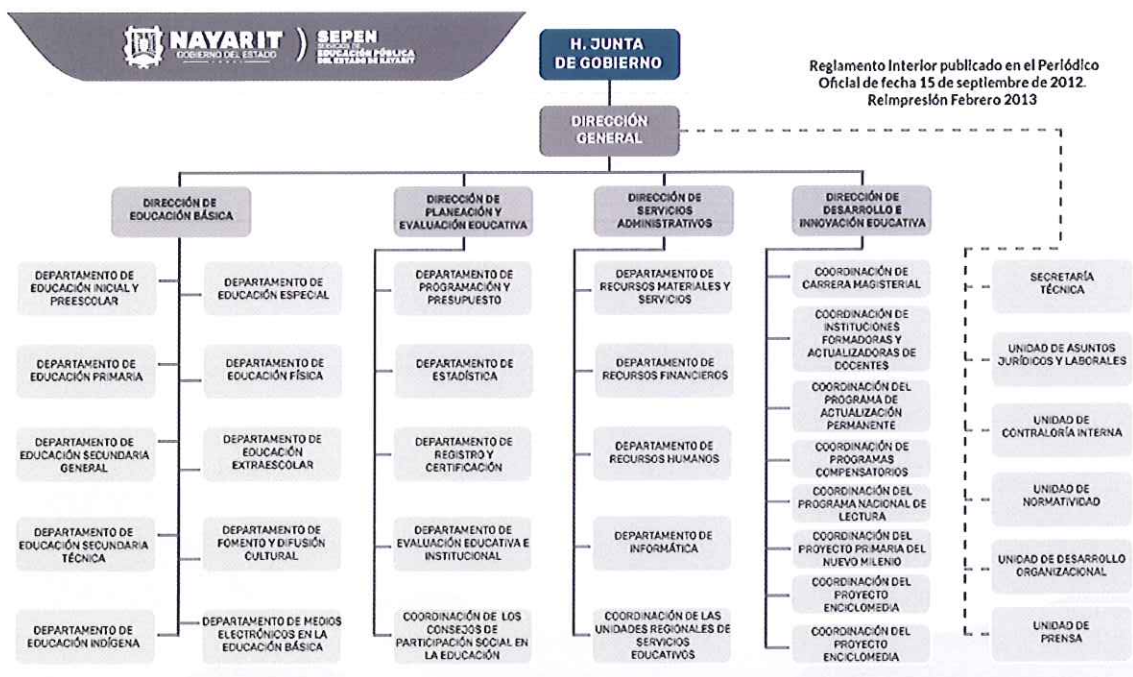 NAYARIT
GOBIERNO DEL ESTADO
SEPEN
SERVICIOS DE
EDUCACIÓN PÚBLICA
DEL ESTADO DE NAYARIT
H. JUNTA
DE GOBIERNO
Reglamento Interior publicado en el Periódico
Oficial de fecha 15 de septiembre de 2012.
Reimpresión Febrero 2013
DIRECCIÓN
GENERAL
DIRECCIÓN DE
EDUCACIÓN BÁSICA
DEPARTAMENTO DE
EDUCACIÓN INICIAL Y
PREESCOLAR
DEPARTAMENTO DE
EDUCACIÓN ESPECIAL
DEPARTAMENTO DE
EDUCACIÓN PRIMARIA
DEPARTAMENTO DE
EDUCACIÓN FÍSICA
DEPARTAMENTO DE
EDUCACIÓN SECUNDARIA
GENERAL
DEPARTAMENTO DE
EDUCACIÓN
EXTRAESCOLAR
DEPARTAMENTO DE
EDUCACIÓN SECUNDARIA
TÉCNICA
DEPARTAMENTO DE
FOMENTO Y DIFUSIÓN
CULTURAL
DEPARTAMENTO DE
EDUCACIÓN INDÍGENA
DEPARTAMENTO DE MEDIOS
ELECTRÓNICOS EN LA
EDUCACIÓN BÁSICA
DIRECCIÓN DE
PLANEACIÓN Y
EVALUACIÓN EDUCATIVA
DEPARTAMENTO DE
PROGRAMACIÓN Y
PRESUPUESTO
DEPARTAMENTO DE
ESTADÍSTICA
DEPARTAMENTO DE
REGISTRO Y
CERTIFICACIÓN
DEPARTAMENTO DE
EVALUACIÓN EDUCATIVA E
INSTITUCIONAL
COORDINACIÓN DE LOS
CONSEJOS DE
PARTICIPACIÓN SOCIAL EN
LA EDUCACIÓN
DIRECCIÓN DE
SERVICIOS
ADMINISTRATIVOS
DEPARTAMENTO DE
RECURSOS MATERIALES Y
SERVICIOS
DEPARTAMENTO DE
RECURSOS FINANCIEROS
DEPARTAMENTO DE
RECURSOS HUMANOS
DEPARTAMENTO DE
INFORMÁTICA
COORDINACIÓN DE LAS
UNIDADES REGIONALES DE
SERVICIOS
EDUCATIVOS
DIRECCIÓN DE
DESARROLLO E
INNOVACIÓN EDUCATIVA
COORDINACIÓN DE
CARRERA MAGISTERIAL
COORDINACIÓN DE
INSTITUCIONES
FORMADORAS Y
ACTUALIZADORAS DE
DOCENTES
COORDINACIÓN DEL
PROGRAMA DE
ACTUALIZACIÓN
PERMANENTE
COORDINACIÓN DE
PROGRAMAS
COMPENSATORIOS
COORDINACIÓN DEL
PROGRAMA NACIONAL DE
LECTURA
COORDINACIÓN DEL
PROYECTO PRIMARIA DEL
NUEVO MILENIO
COORDINACIÓN DEL
PROYECTO
ENCICLOMEDIA
COORDINACIÓN DEL
PROYECTO
ENCICLOMEDIA
SECRETARÍA
TÉCNICA
UNIDAD DE ASUNTOS
JURÍDICOS Y LABORALES
UNIDAD DE
CONTRALORÍA INTERNA
UNIDAD DE
NORMATIVIDAD
UNIDAD DE DESARROLLO
ORGANIZACIONAL
UNIDAD DE
PRENSA